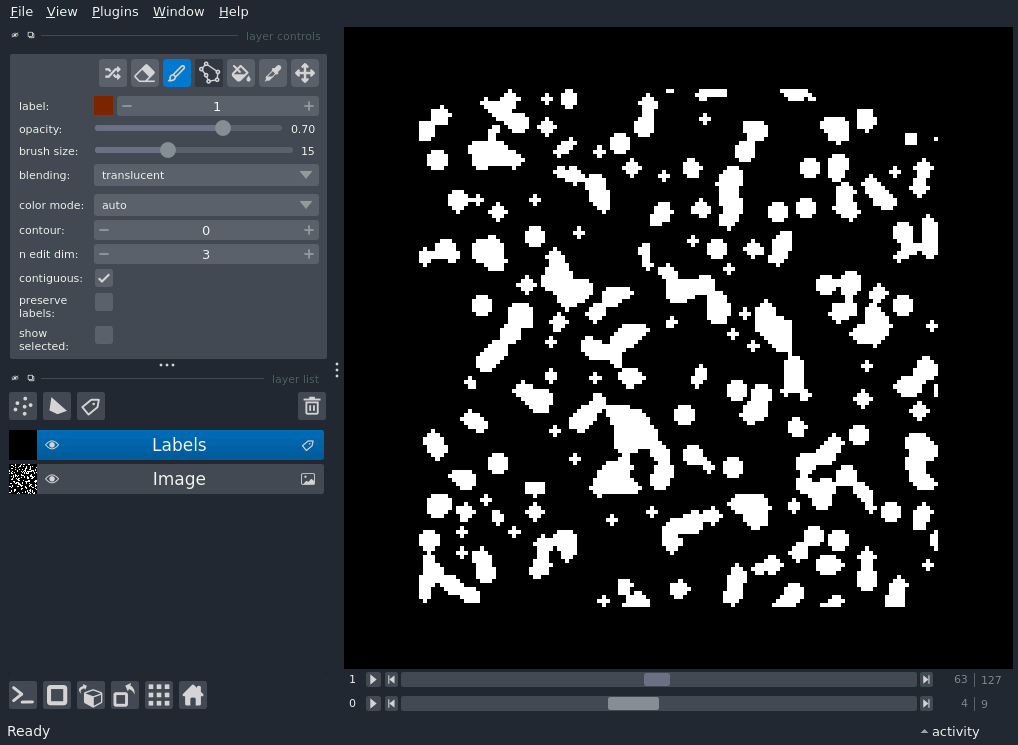 File View Plugins Window Help
layer controls
label: 1
opacity: 0.70
brush size: 15
blending: translucent
color mode: auto
contour: 0
n edit dim: 3
contiguous:
preserve
labels:
show
selected:
layer list
Labels
Image
1 63 127
0 4 9
Ready activity